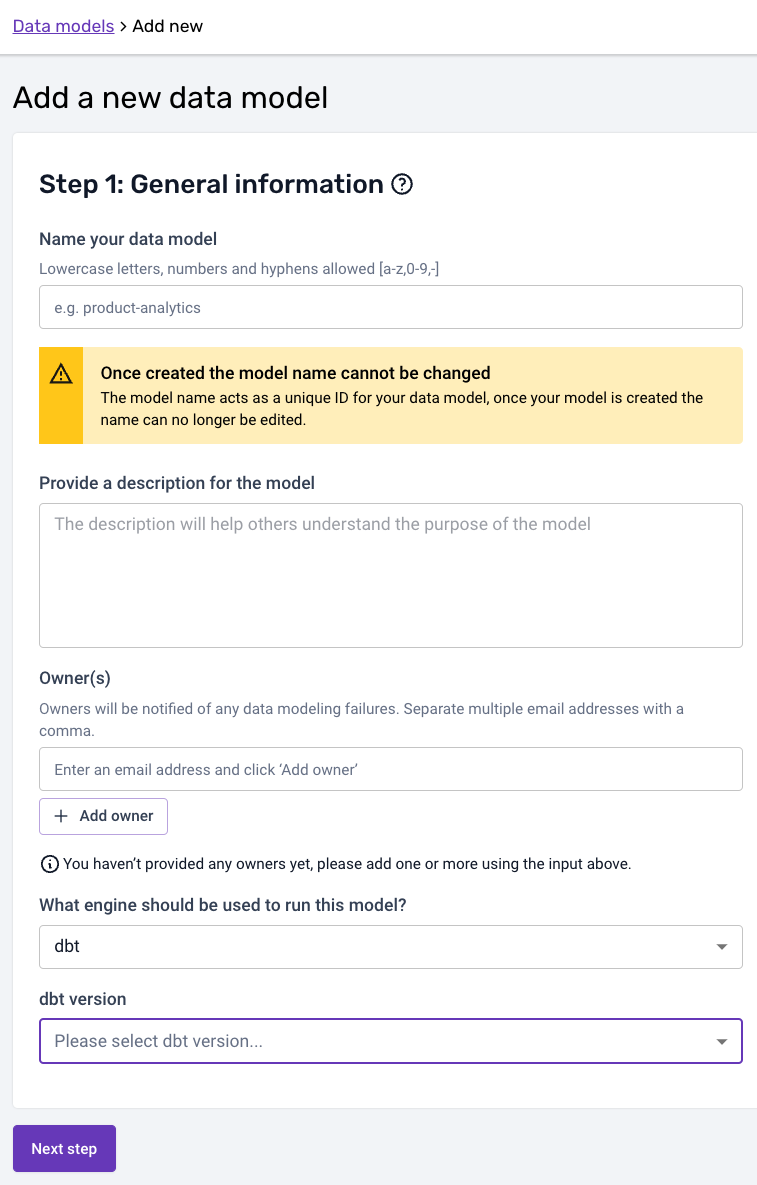 Data models > Add new
Add a new data model
Step 1: General information
Name your data model
Lowercase letters, numbers and hyphens allowed [a-z,0-9,-]
e.g. product-analytics
Once created the model name cannot be changed
The model name acts as a unique ID for your data model, once your model is created the
name can no longer be edited.
Provide a description for the model
The description will help others understand the purpose of the model
Owner(s)
Owners will be notified of any data modeling failures. Separate multiple email addresses with a
comma.
Enter an email address and click ‘Add owner’
+ Add owner
You haven’t provided any owners yet, please add one or more using the input above.
What engine should be used to run this model?
dbt
dbt version
Please select dbt version...
Next step